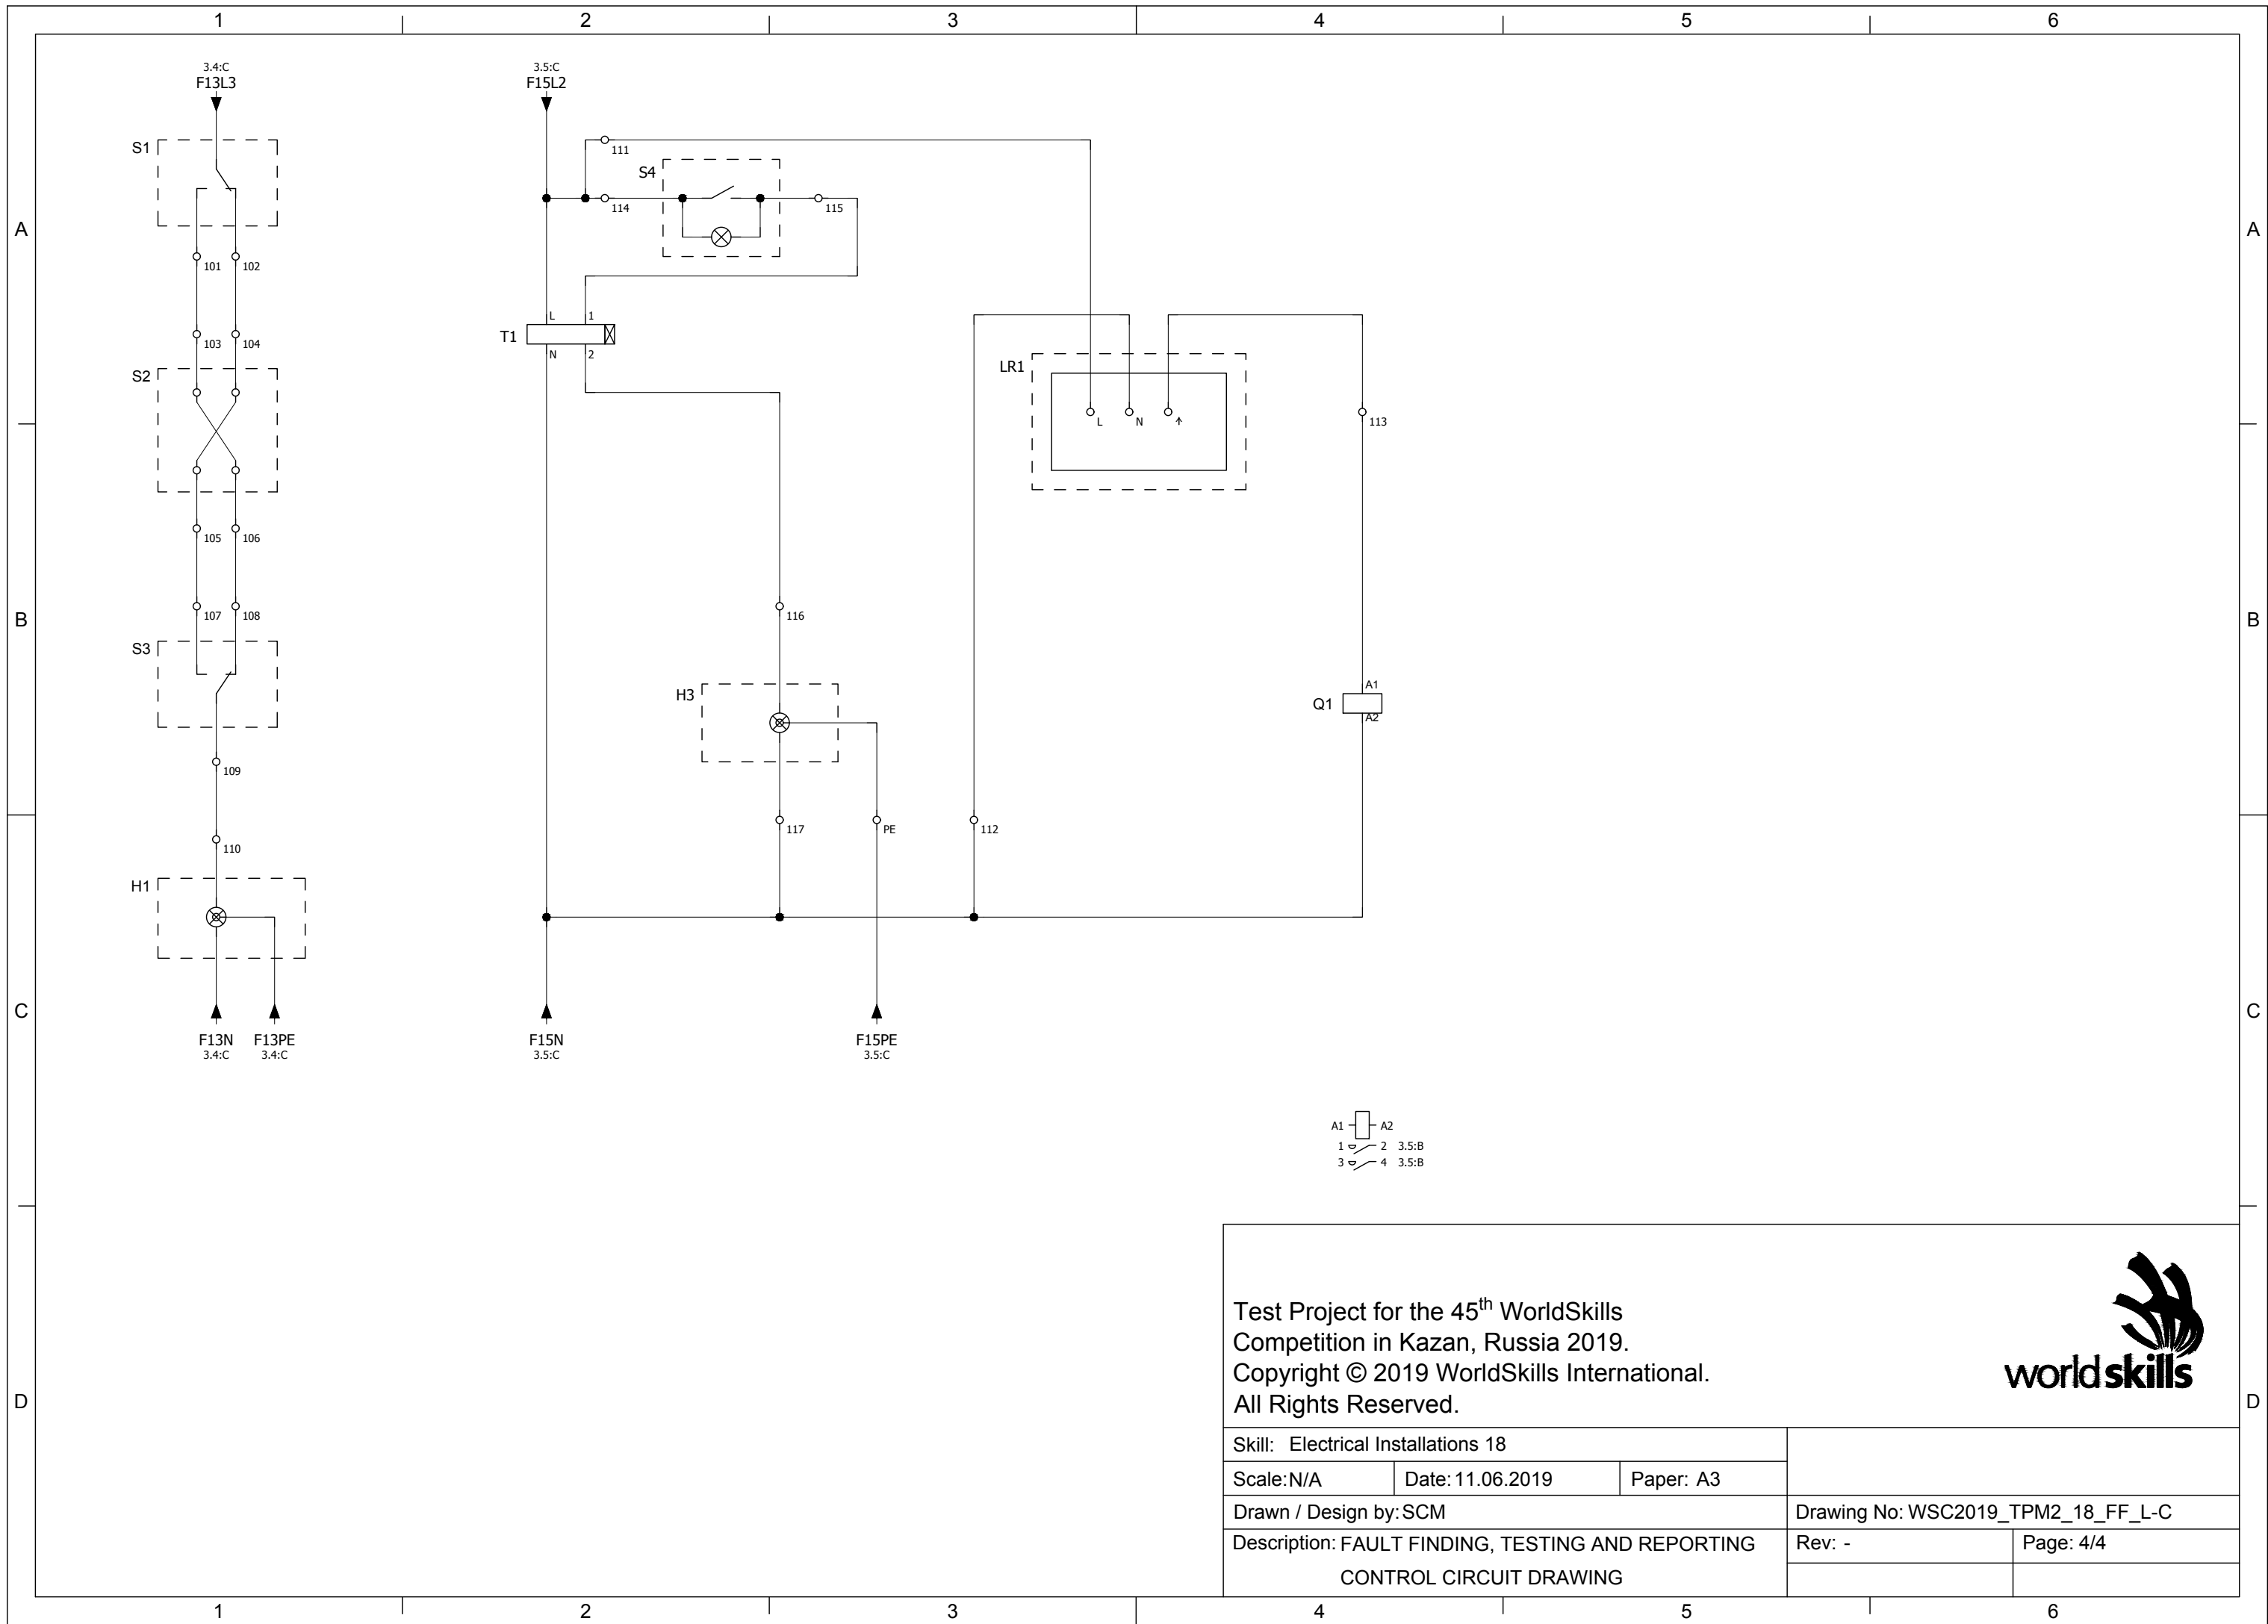 1 2 3 4 5 6
3.4:C 3.5:C
F13L3 F15L2
S1
111
S4
114 115
A A
101 102
L 1
T1
N 2
103 104
LR1
S2
L N ↑
113
105 106
107 108
116
B B
S3
H3
A1
Q1
A2
109
117 PE 112
110
H1
C C
F13N F13PE F15N F15PE
3.4:C 3.4:C 3.5:C 3.5:C
A1 A2
1 2 3.5:B
3 4 3.5:B
Test Project for the 45th WorldSkills
Competition in Kazan, Russia 2019.
Copyright © 2019 WorldSkills International.
All Rights Reserved.
worldskills
D D
Skill: Electrical Installations 18
Scale: N/A Date: 11.06.2019 Paper: A3
Drawn / Design by: SCM Drawing No: WSC2019_TPM2_18_FF_L-C
Description: FAULT FINDING, TESTING AND REPORTING Rev: - Page: 4/4
CONTROL CIRCUIT DRAWING
1 2 3 4 5 6